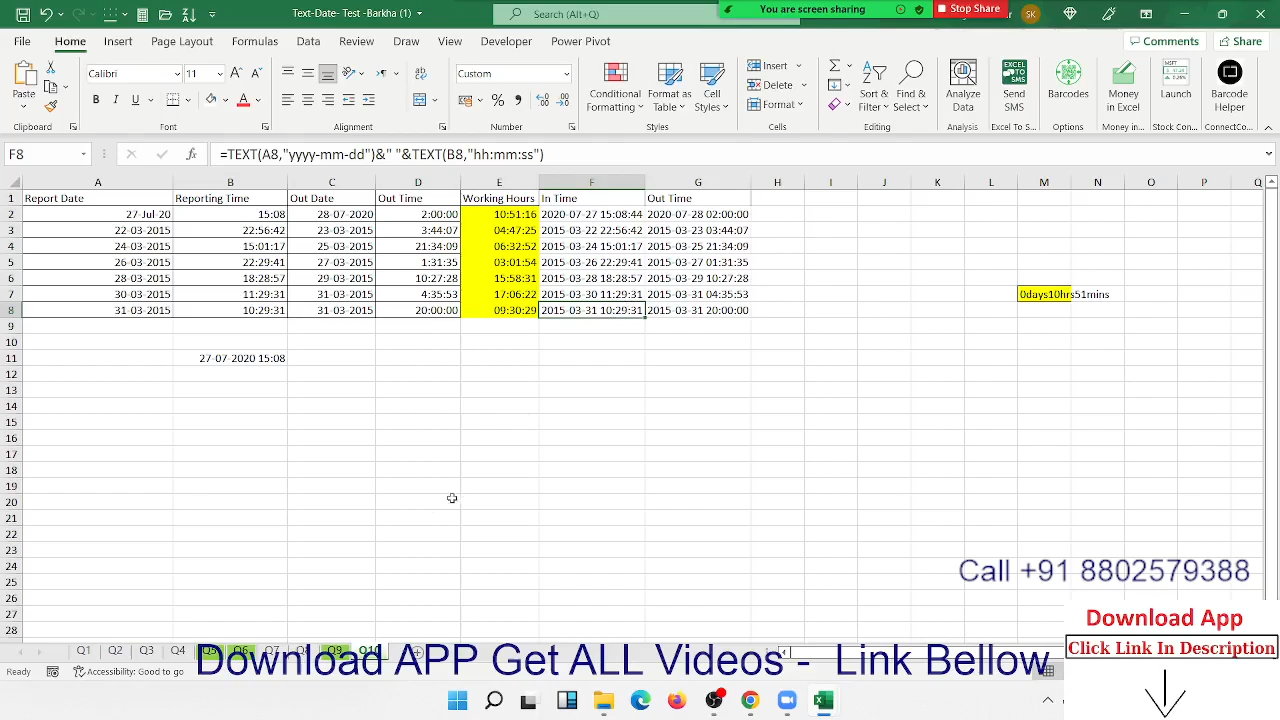 Text-Date -Test-Barkha (1)
Search (Alt+Q)
You are screen sharing
Stop Share
SK
File Home Insert Page Layout Formulas Data Review Draw View Developer Power Pivot
Comments Share
Paste
Calibri 11
B I U
Custom
Conditional Formatting
Format as Table
Cell Styles
Insert
Delete
Format
Sort & Filter
Find & Select
Analyze Data
Send SMS
Barcodes
Money in Excel
Launch
Barcode Helper
Clipboard Font Alignment Number Styles Cells Editing Analysis Excel To S... Barcode Money in Excel Stock Con... ConnectCo...
F8 fx =TEXT(A8,"yyyy-mm-dd")&" "&TEXT(B8,"hh:mm:ss")
A B C D E F G H I J K L M N O P Q
1 Report Date Reporting Time Out Date Out Time Working Hours In Time Out Time
2 27-Jul-20 15:08 28-07-2020 2:00:00 10:51:16 2020-07-27 15:08:44 2020-07-28 02:00:00
3 22-03-2015 22:56:42 23-03-2015 3:44:07 04:47:25 2015-03-22 22:56:42 2015-03-23 03:44:07
4 24-03-2015 15:01:17 25-03-2015 21:34:09 06:32:52 2015-03-24 15:01:17 2015-03-25 21:34:09
5 26-03-2015 22:29:41 27-03-2015 1:31:35 03:01:54 2015-03-26 22:29:41 2015-03-27 01:31:35
6 28-03-2015 18:28:57 29-03-2015 10:27:28 15:58:31 2015-03-28 18:28:57 2015-03-29 10:27:28
7 30-03-2015 11:29:31 31-03-2015 4:35:53 17:06:22 2015-03-30 11:29:31 2015-03-31 04:35:53 0days10hrs51mins
8 31-03-2015 10:29:31 31-03-2015 20:00:00 09:30:29 2015-03-31 10:29:31 2015-03-31 20:00:00
9
10
11 27-07-2020 15:08
12
13
14
15
16
17
18
19
20
21
22
23
24
25
26
27
28
Call +91 8802579388
Download App
Click Link In Description
Q1 Q2 Q3 Q4 Q5 Q6 Q7 Q8 Q9 Q10
Download APP Get ALL Videos - Link Bellow
Ready Accessibility: Good to go